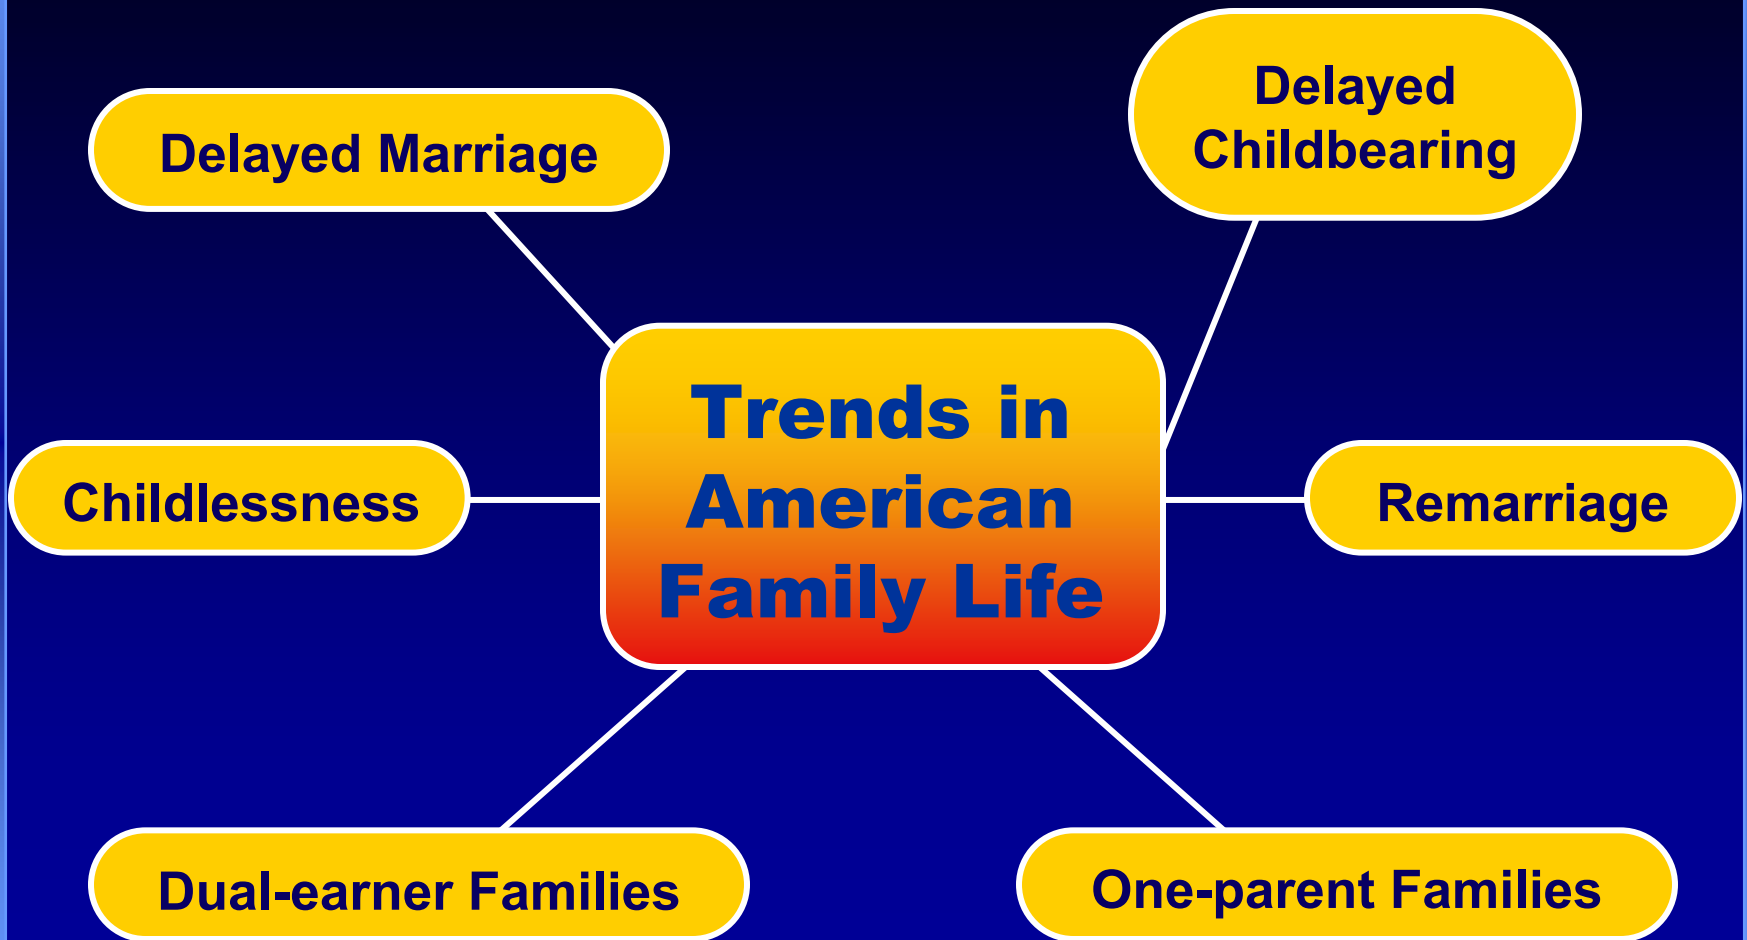 Delayed
Childbearing
Delayed Marriage
Trends in
American
Family Life
Childlessness
Remarriage
Dual-earner Families
One-parent Families